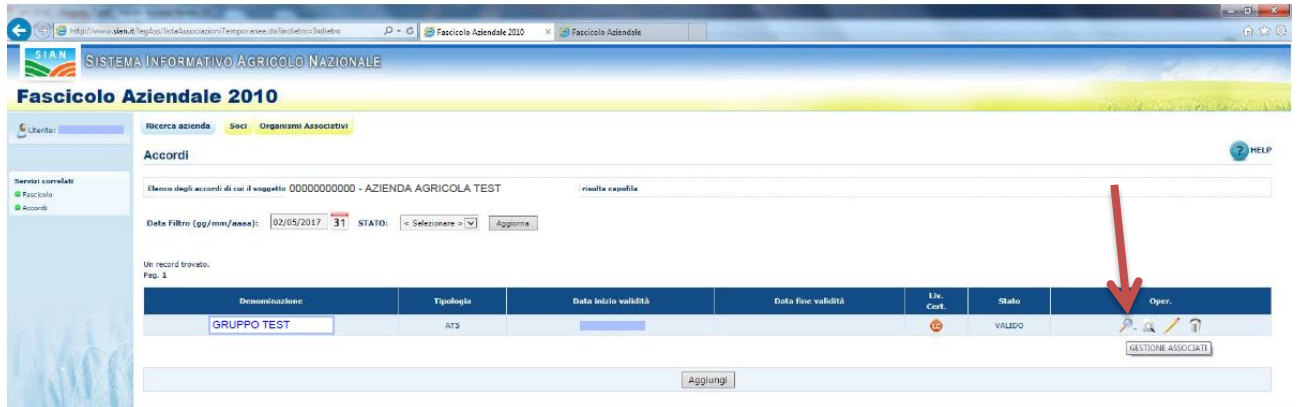 http://www.sian.it/legAss/listaAssociazioniTemporanee.do?indietro=Indietro
Fascicolo Aziendale 2010
Fascicolo Aziendale
SIAN
SISTEMA INFORMATIVO AGRICOLO NAZIONALE
Fascicolo Aziendale 2010
Utente:
Ricerca azienda Soci Organismi Associativi
Accordi
HELP
Servizi correlati
Fascicolo
Accordi
Elenco degli accordi di cui il soggetto 00000000000 - AZIENDA AGRICOLA TEST risulta capofila
Data Filtro (gg/mm/aaaa): 02/05/2017 31 STATO: < Selezionare > Aggiorna
Un record trovato.
Pag. 1
Denominazione Tipologia Data inizio validità Data fine validità Liv. Cert. Stato Oper.
GRUPPO TEST ATS VALIDO
GESTIONE ASSOCIATI
Aggiungi